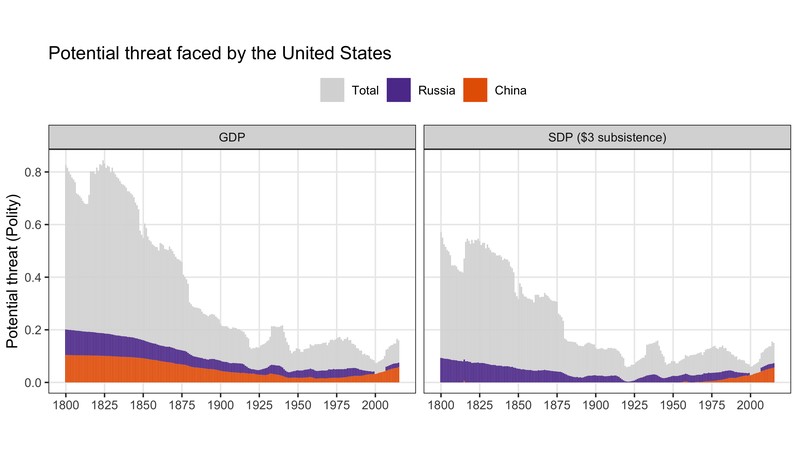 Potential threat faced by the United States
Total Russia China
GDP
SDP ($3 subsistence)
Potential threat (Polity)
0.8
0.6
0.4
0.2
0.0
1800 1825 1850 1875 1900 1925 1950 1975 2000
1800 1825 1850 1875 1900 1925 1950 1975 2000